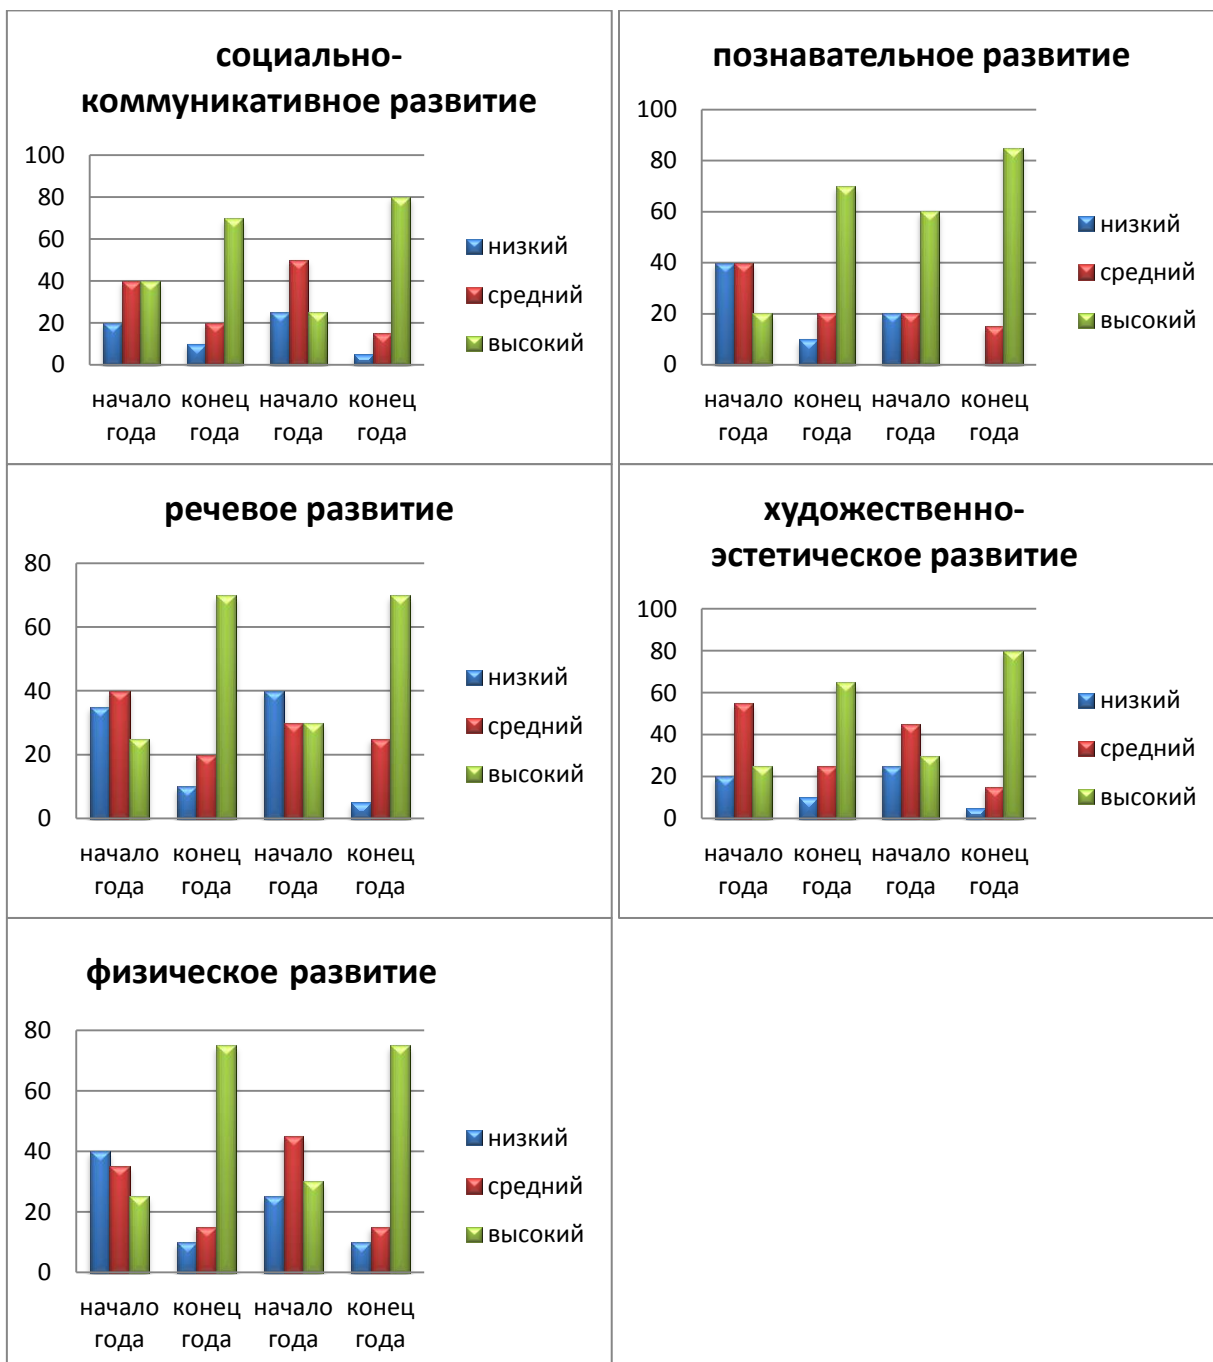 социально-
коммуникативное развитие
100
80
60
40
20
0
начало года
конец года
начало года
конец года
низкий
средний
высокий
познавательное развитие
100
80
60
40
20
0
начало года
конец года
начало года
конец года
низкий
средний
высокий
речевое развитие
80
60
40
20
0
начало года
конец года
начало года
конец года
низкий
средний
высокий
художественно-
эстетическое развитие
100
80
60
40
20
0
начало года
конец года
начало года
конец года
низкий
средний
высокий
физическое развитие
80
60
40
20
0
начало года
конец года
начало года
конец года
низкий
средний
высокий